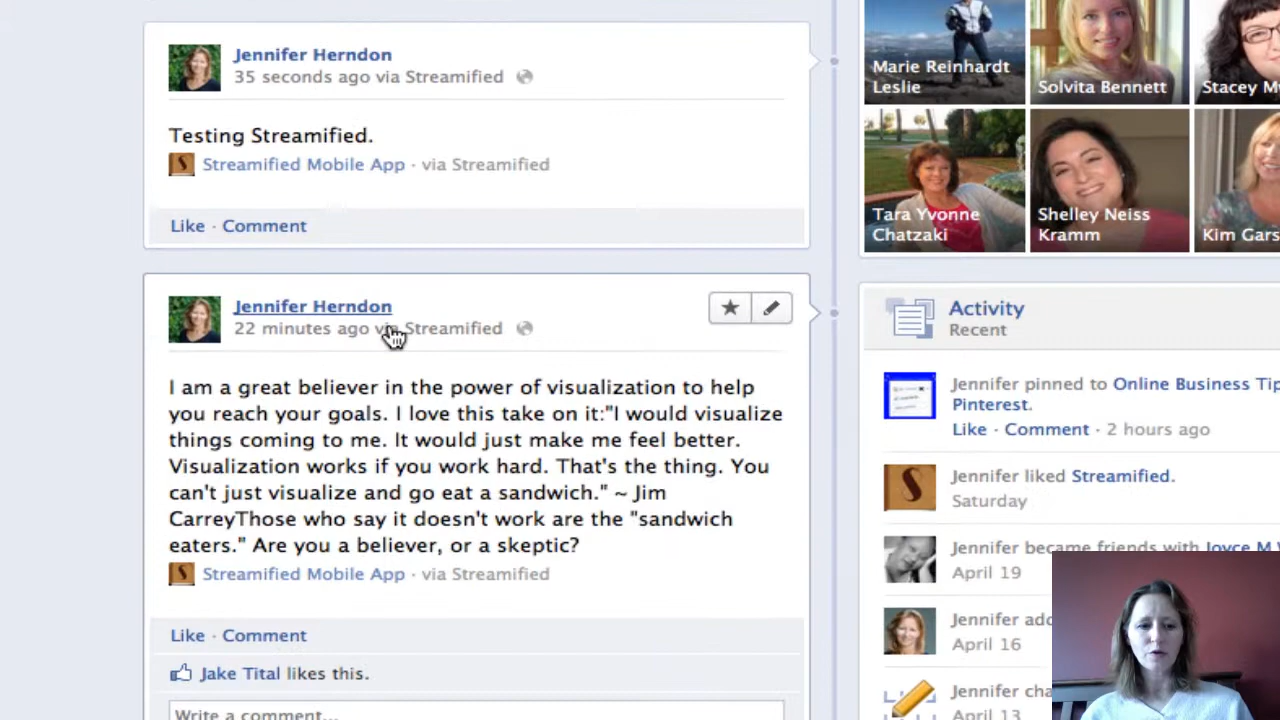 Jennifer Herndon
35 seconds ago via Streamified
Testing Streamified.
Streamified Mobile App · via Streamified
Like · Comment
Jennifer Herndon
22 minutes ago via Streamified
I am a great believer in the power of visualization to help
you reach your goals. I love this take on it:"I would visualize
things coming to me. It would just make me feel better.
Visualization works if you work hard. That's the thing. You
can't just visualize and go eat a sandwich." ~ Jim
CarreyThose who say it doesn't work are the "sandwich
eaters." Are you a believer, or a skeptic?
Streamified Mobile App · via Streamified
Like · Comment
Jake Tital likes this.
Write a comment...
Marie Reinhardt
Leslie
Solvita Bennett
Stacey
Tara Yvonne
Chatzaki
Shelley Neiss
Kramm
Kim
Activity
Recent
Jennifer pinned to Online Business
Pinterest.
Like · Comment · 2 hours ago
Jennifer liked Streamified.
Saturday
Jennifer became friends with Joyce M
April 19
Jennifer
April 16
Jennifer
April 13